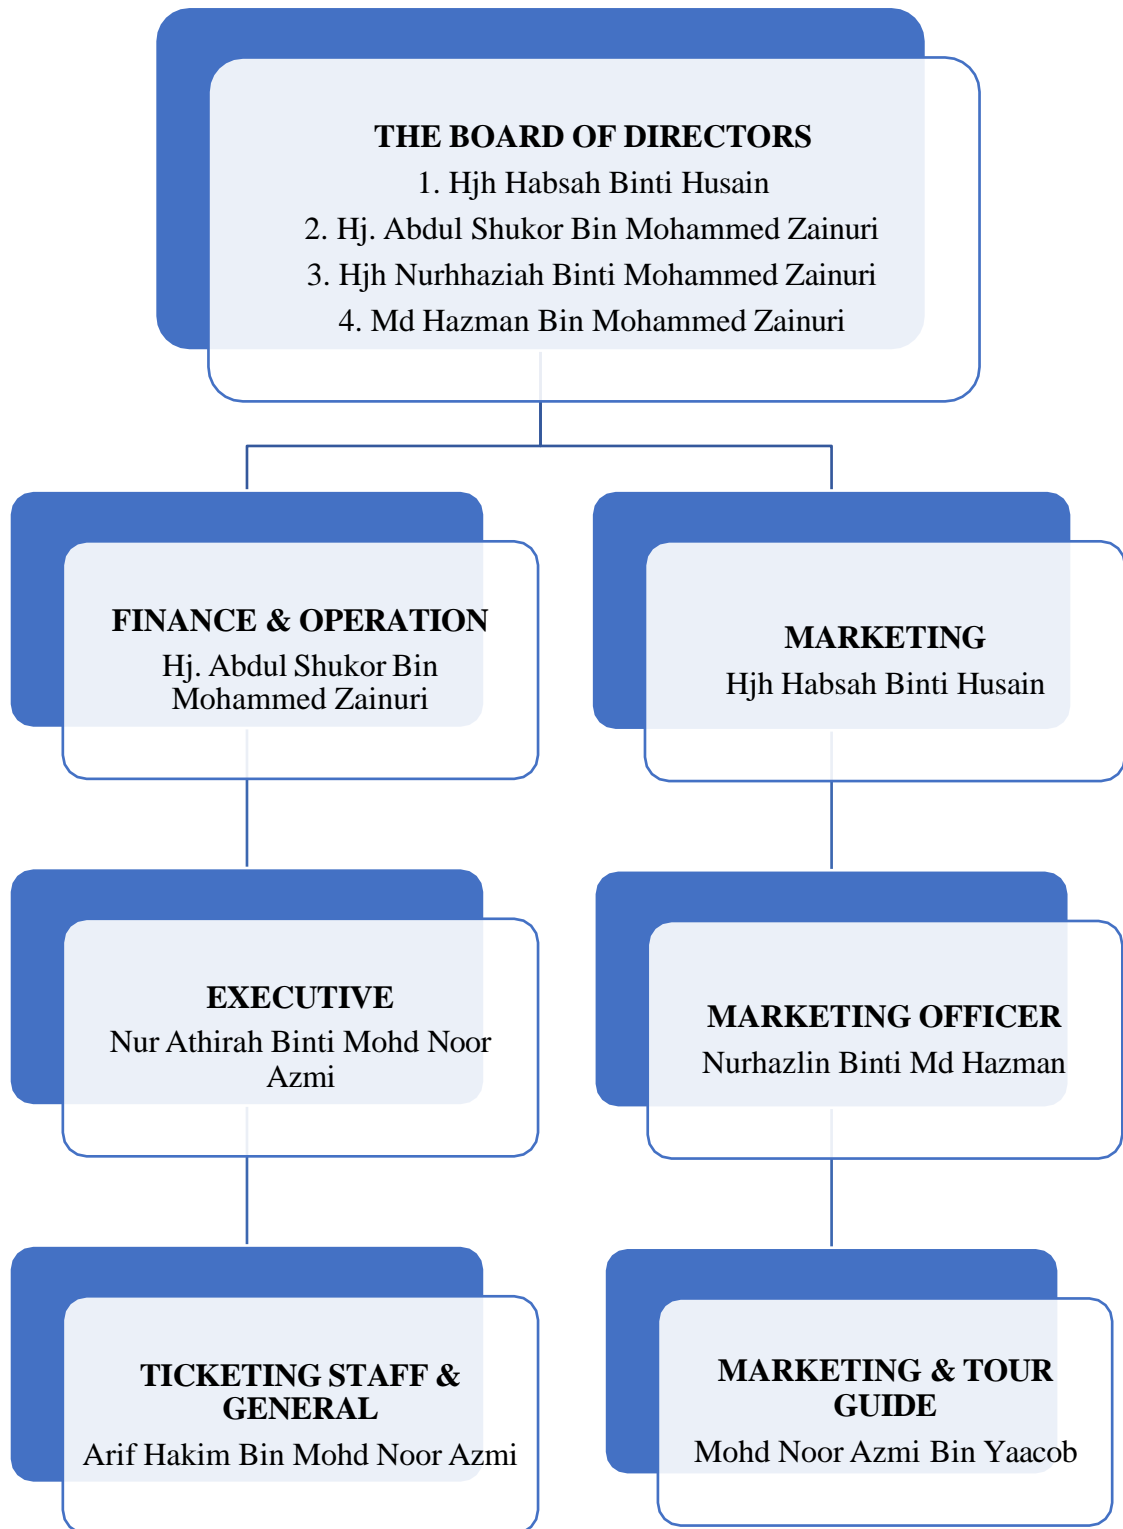 THE BOARD OF DIRECTORS
1. Hjh Habsah Binti Husain
2. Hj. Abdul Shukor Bin Mohammed Zainuri
3. Hjh Nurhhaziah Binti Mohammed Zainuri
4. Md Hazman Bin Mohammed Zainuri
FINANCE & OPERATION
Hj. Abdul Shukor Bin
Mohammed Zainuri
MARKETING
Hjh Habsah Binti Husain
EXECUTIVE
Nur Athirah Binti Mohd Noor
Azmi
MARKETING OFFICER
Nurhazlin Binti Md Hazman
TICKETING STAFF &
GENERAL
Arif Hakim Bin Mohd Noor Azmi
MARKETING & TOUR
GUIDE
Mohd Noor Azmi Bin Yaacob